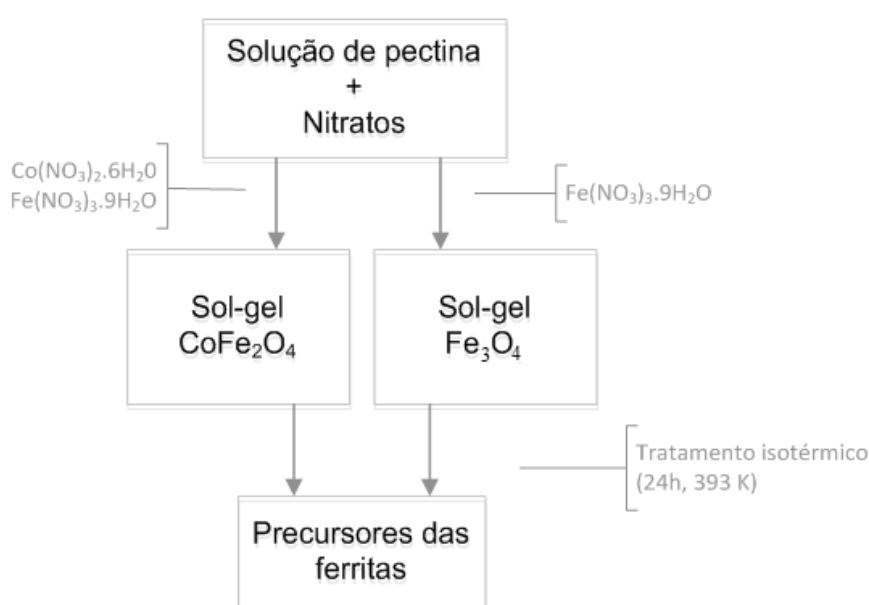 Solução de pectina
+
Nitratos
Co(NO₃)₂.6H₂0
Fe(NO₃)₃.9H₂O
Fe(NO₃)₃.9H₂O
Sol-gel
CoFe₂O₄
Sol-gel
Fe₃O₄
Tratamento isotérmico
(24h, 393 K)
Precursores das
ferritas